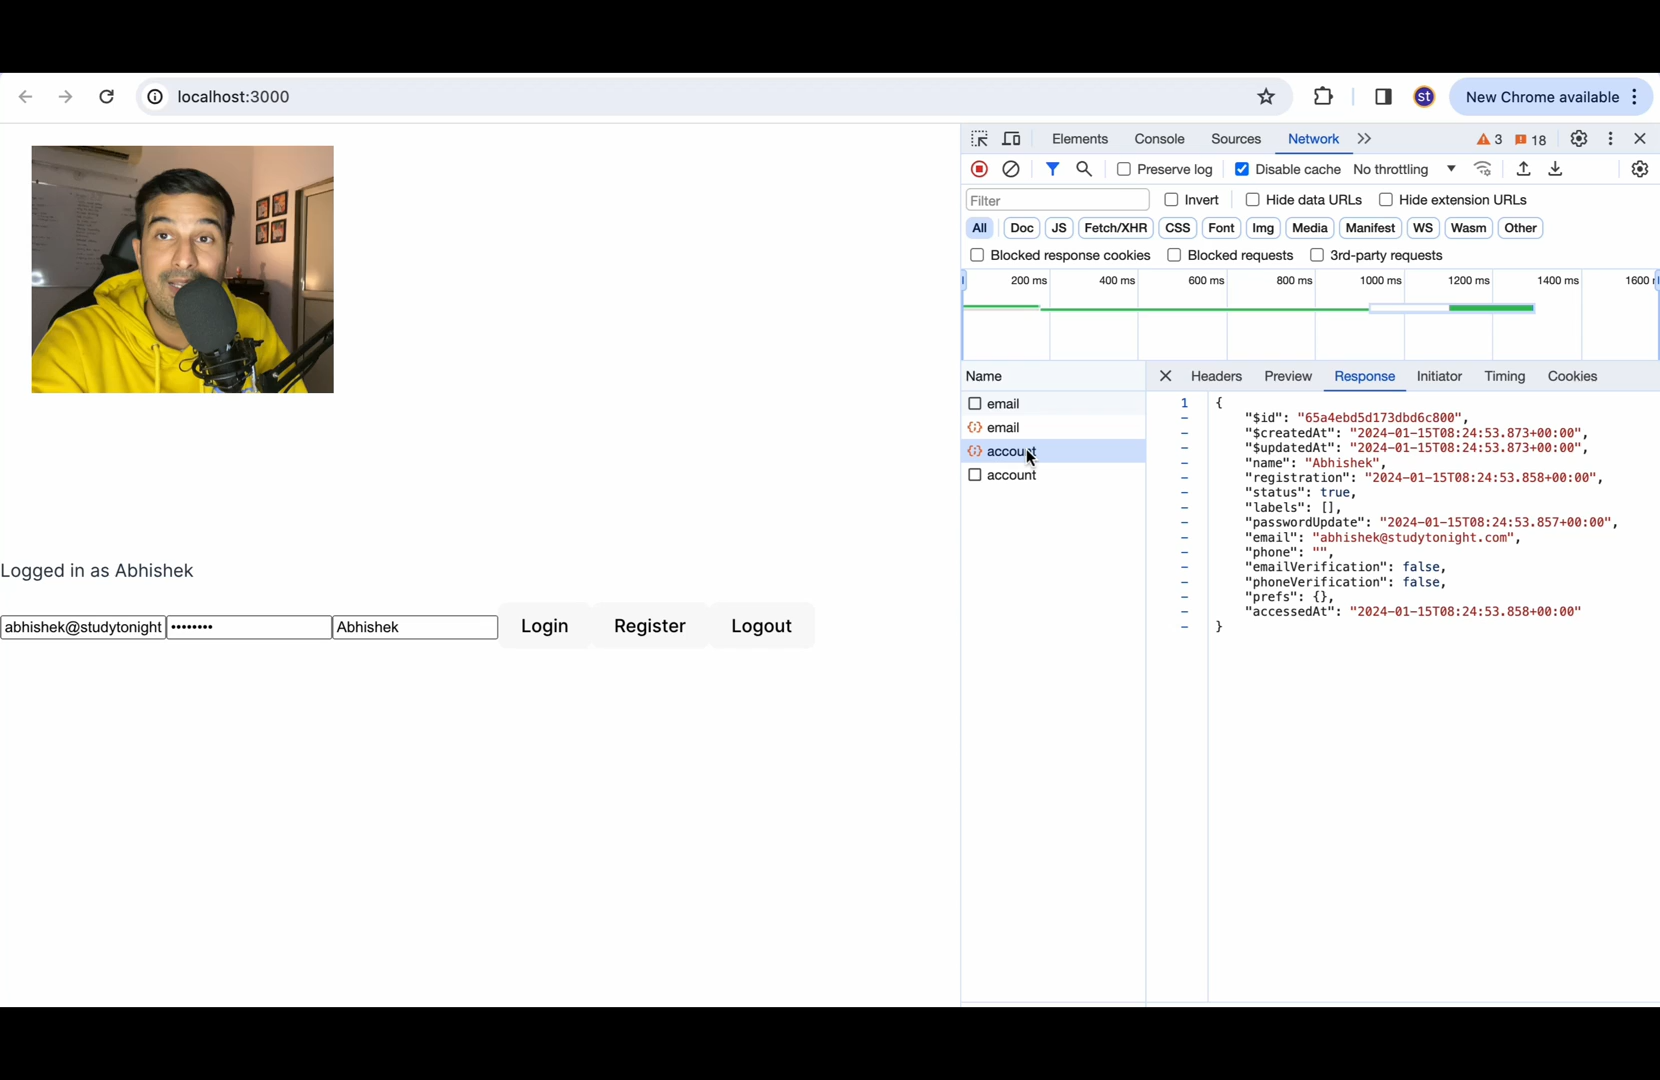 localhost:3000
st
New Chrome available
Elements Console Sources Network 3 18
Preserve log Disable cache No throttling
Filter Invert Hide data URLs Hide extension URLs
All Doc JS Fetch/XHR CSS Font Img Media Manifest WS Wasm Other
Blocked response cookies Blocked requests 3rd-party requests
200 ms 400 ms 600 ms 800 ms 1000 ms 1200 ms 1400 ms 1600
Name Headers Preview Response Initiator Timing Cookies
email
email
account
account
1 {
- "$id": "65a4ebd5d173dbd6c800",
- "$createdAt": "2024-01-15T08:24:53.873+00:00",
- "$updatedAt": "2024-01-15T08:24:53.873+00:00",
- "name": "Abhishek",
- "registration": "2024-01-15T08:24:53.858+00:00",
- "status": true,
- "labels": [],
- "passwordUpdate": "2024-01-15T08:24:53.857+00:00",
- "email": "abhishek@studytonight.com",
- "phone": "",
- "emailVerification": false,
- "phoneVerification": false,
- "prefs": {},
- "accessedAt": "2024-01-15T08:24:53.858+00:00"
- }
Logged in as Abhishek
abhishek@studytonight •••••••• Abhishek Login Register Logout